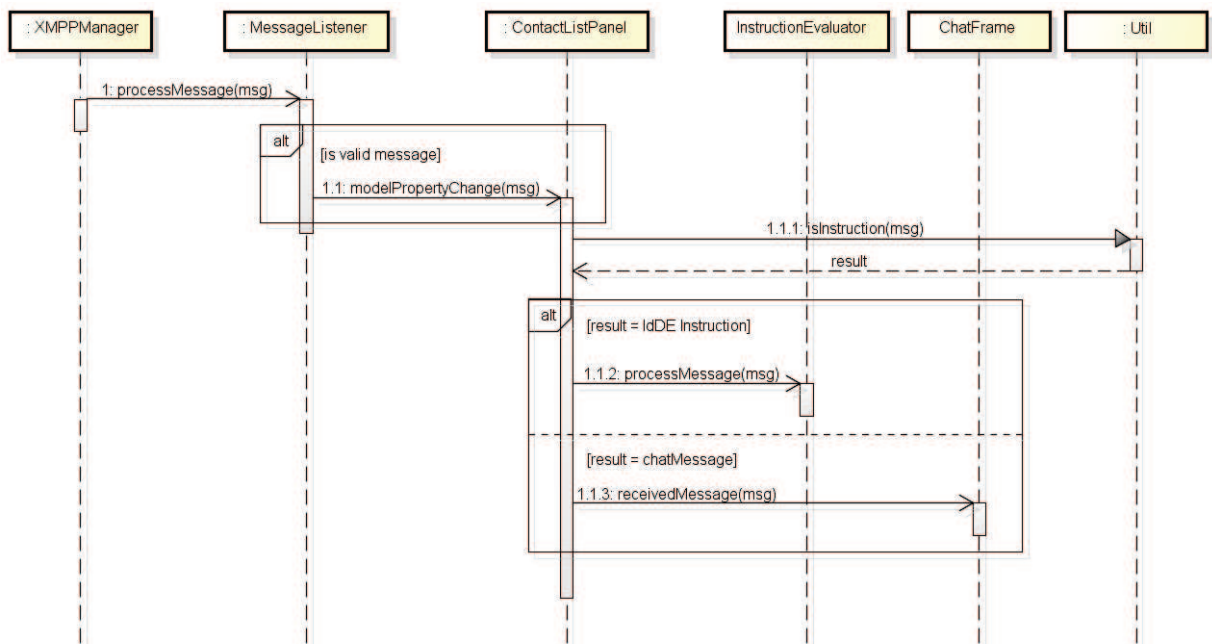 : XMPPManager
: MessageListener
: ContactListPanel
InstructionEvaluator
ChatFrame
: Util
1: processMessage(msg)
alt
[is valid message]
1.1: modelPropertyChange(msg)
1.1.1: isInstruction(msg)
result
alt
[result = IdDE Instruction]
1.1.2: processMessage(msg)
[result = chatMessage]
1.1.3: receivedMessage(msg)